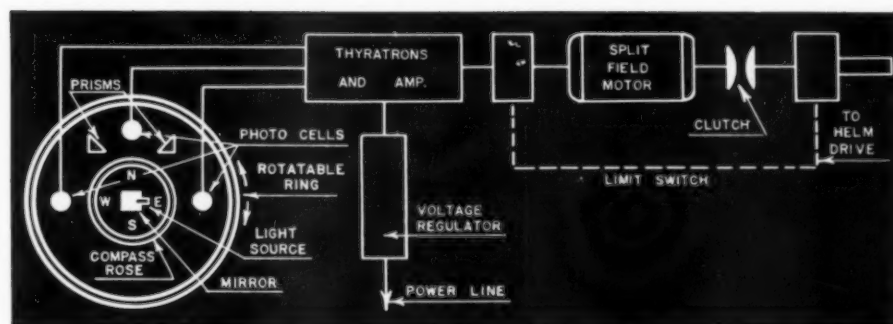 THYRATRONS
AND AMP.
SPLIT
FIELD
MOTOR
PRISMS
CLUTCH
TO
HELM
DRIVE
PHOTO CELLS
ROTATABLE
RING
LIMIT SWITCH
N
W
E
S
LIGHT
SOURCE
VOLTAGE
REGULATOR
COMPASS
ROSE
MIRROR
POWER LINE